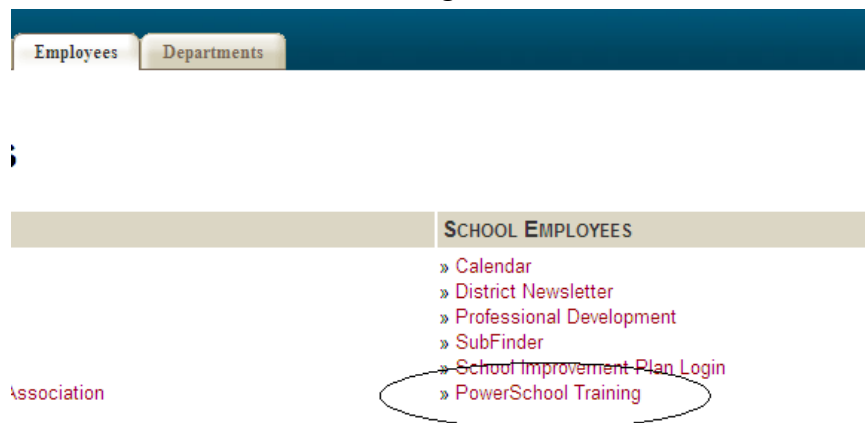 Employees Departments
SCHOOL EMPLOYEES
» Calendar
» District Newsletter
» Professional Development
» SubFinder
» School Improvement Plan Login
Association » PowerSchool Training